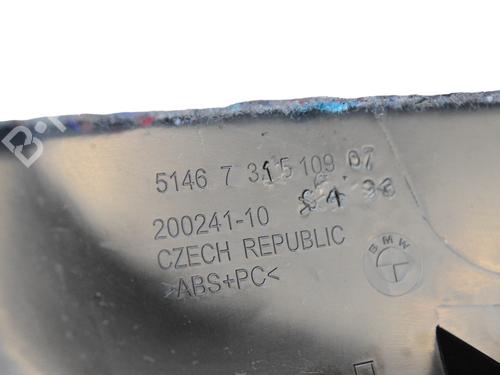 5146 7 315 109 07
200241-10
CZECH REPUBLIC
>ABS+PC<
BMW